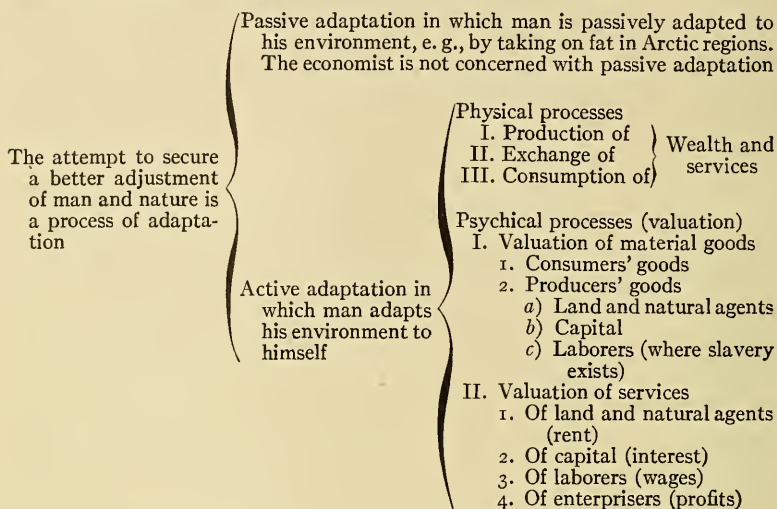 The attempt to secure
a better adjustment
of man and nature is
a process of adapta-
tion
Passive adaptation in which man is passively adapted to
his environment, e. g., by taking on fat in Arctic regions.
The economist is not concerned with passive adaptation
Active adaptation in
which man adapts
his environment to
himself
Physical processes
I. Production of
II. Exchange of
III. Consumption of
Wealth and
services
Psychical processes (valuation)
I. Valuation of material goods
1. Consumers' goods
2. Producers' goods
a) Land and natural agents
b) Capital
c) Laborers (where slavery
exists)
II. Valuation of services
1. Of land and natural agents
(rent)
2. Of capital (interest)
3. Of laborers (wages)
4. Of enterprisers (profits)